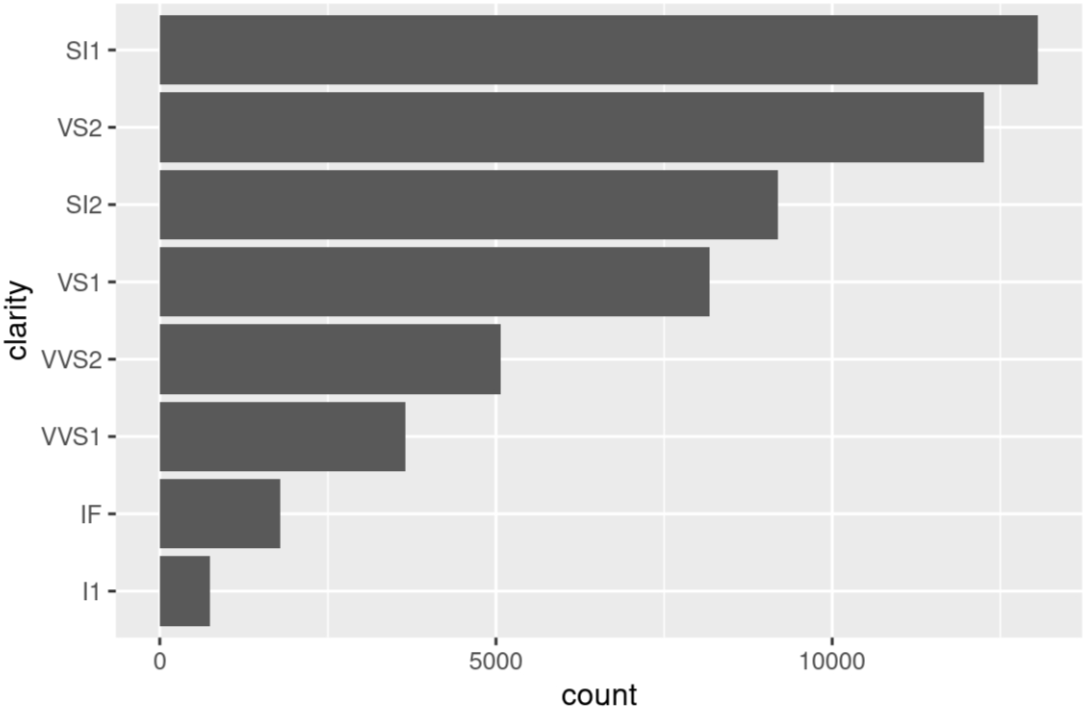 SI1
VS2
SI2
VS1
VVS2
VVS1
IF
I1
clarity
0 5000 10000
count